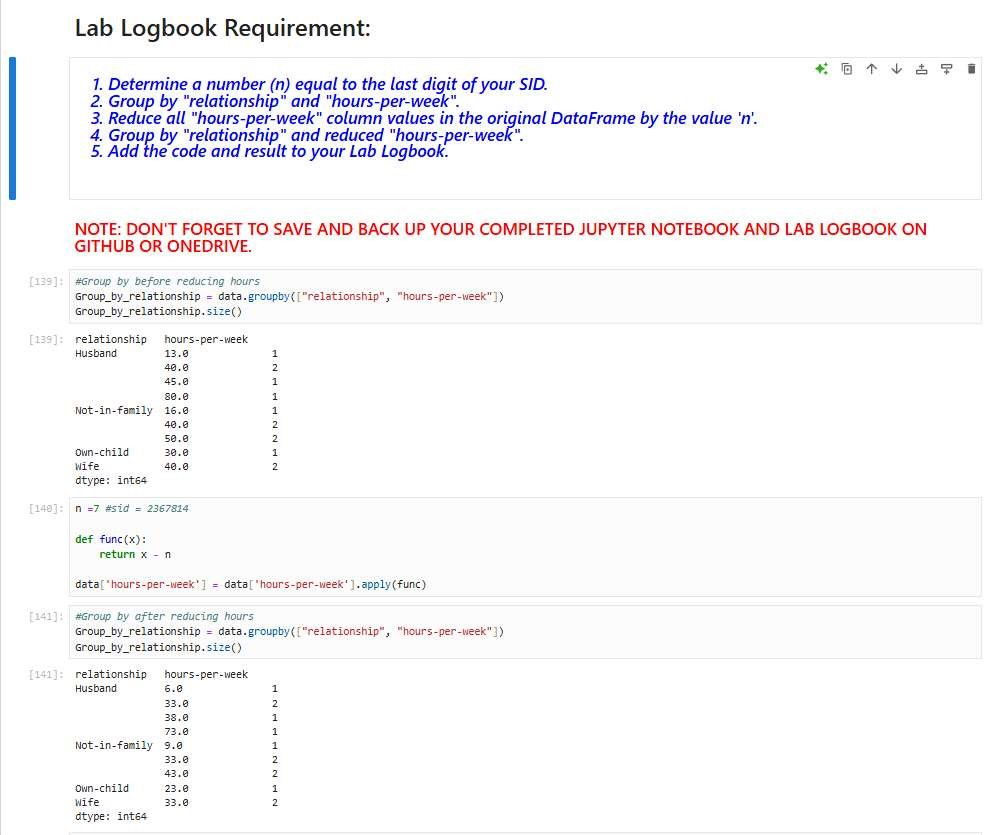 Lab Logbook Requirement:
1. Determine a number (n) equal to the last digit of your SID.
2. Group by "relationship" and "hours-per-week".
3. Reduce all "hours-per-week" column values in the original DataFrame by the value 'n'.
4. Group by "relationship" and reduced "hours-per-week".
5. Add the code and result to your Lab Logbook.
NOTE: DON'T FORGET TO SAVE AND BACK UP YOUR COMPLETED JUPYTER NOTEBOOK AND LAB LOGBOOK ON
GITHUB OR ONEDRIVE.
[139]: #Group by before reducing hours
Group_by_relationship = data.groupby(["relationship", "hours-per-week"])
Group_by_relationship.size()
[139]: relationship hours-per-week
Husband 13.0 1
40.0 2
45.0 1
80.0 1
Not-in-family 16.0 1
40.0 2
50.0 2
Own-child 30.0 1
Wife 40.0 2
dtype: int64
[140]: n =7 #sid = 2367814
def func(x):
return x - n
data['hours-per-week'] = data['hours-per-week'].apply(func)
[141]: #Group by after reducing hours
Group_by_relationship = data.groupby(["relationship", "hours-per-week"])
Group_by_relationship.size()
[141]: relationship hours-per-week
Husband 6.0 1
33.0 2
38.0 1
73.0 1
Not-in-family 9.0 1
33.0 2
43.0 2
Own-child 23.0 1
Wife 33.0 2
dtype: int64